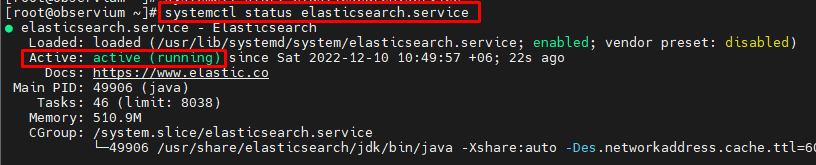 [root@observium ~]# systemctl status elasticsearch.service
● elasticsearch.service - Elasticsearch
Loaded: loaded (/usr/lib/systemd/system/elasticsearch.service; enabled; vendor preset: disabled)
Active: active (running) since Sat 2022-12-10 10:49:57 +06; 22s ago
Docs: https://www.elastic.co
Main PID: 49906 (java)
Tasks: 46 (limit: 8038)
Memory: 510.9M
CGroup: /system.slice/elasticsearch.service
└─49906 /usr/share/elasticsearch/jdk/bin/java -Xshare:auto -Des.networkaddress.cache.ttl=60